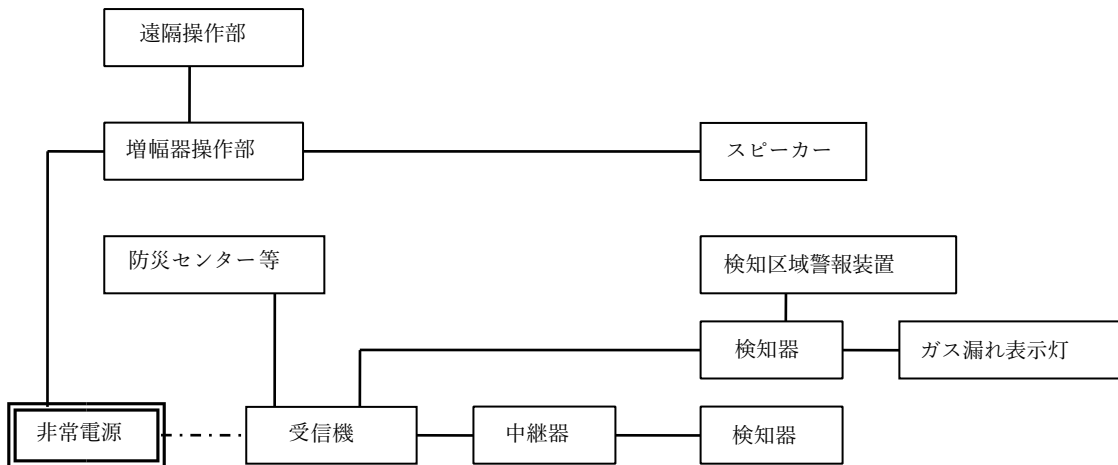 遠隔操作部
増幅器操作部
スピーカー
防災センター等
検知区域警報装置
検知器
ガス漏れ表示灯
非常電源
受信機
中継器
検知器